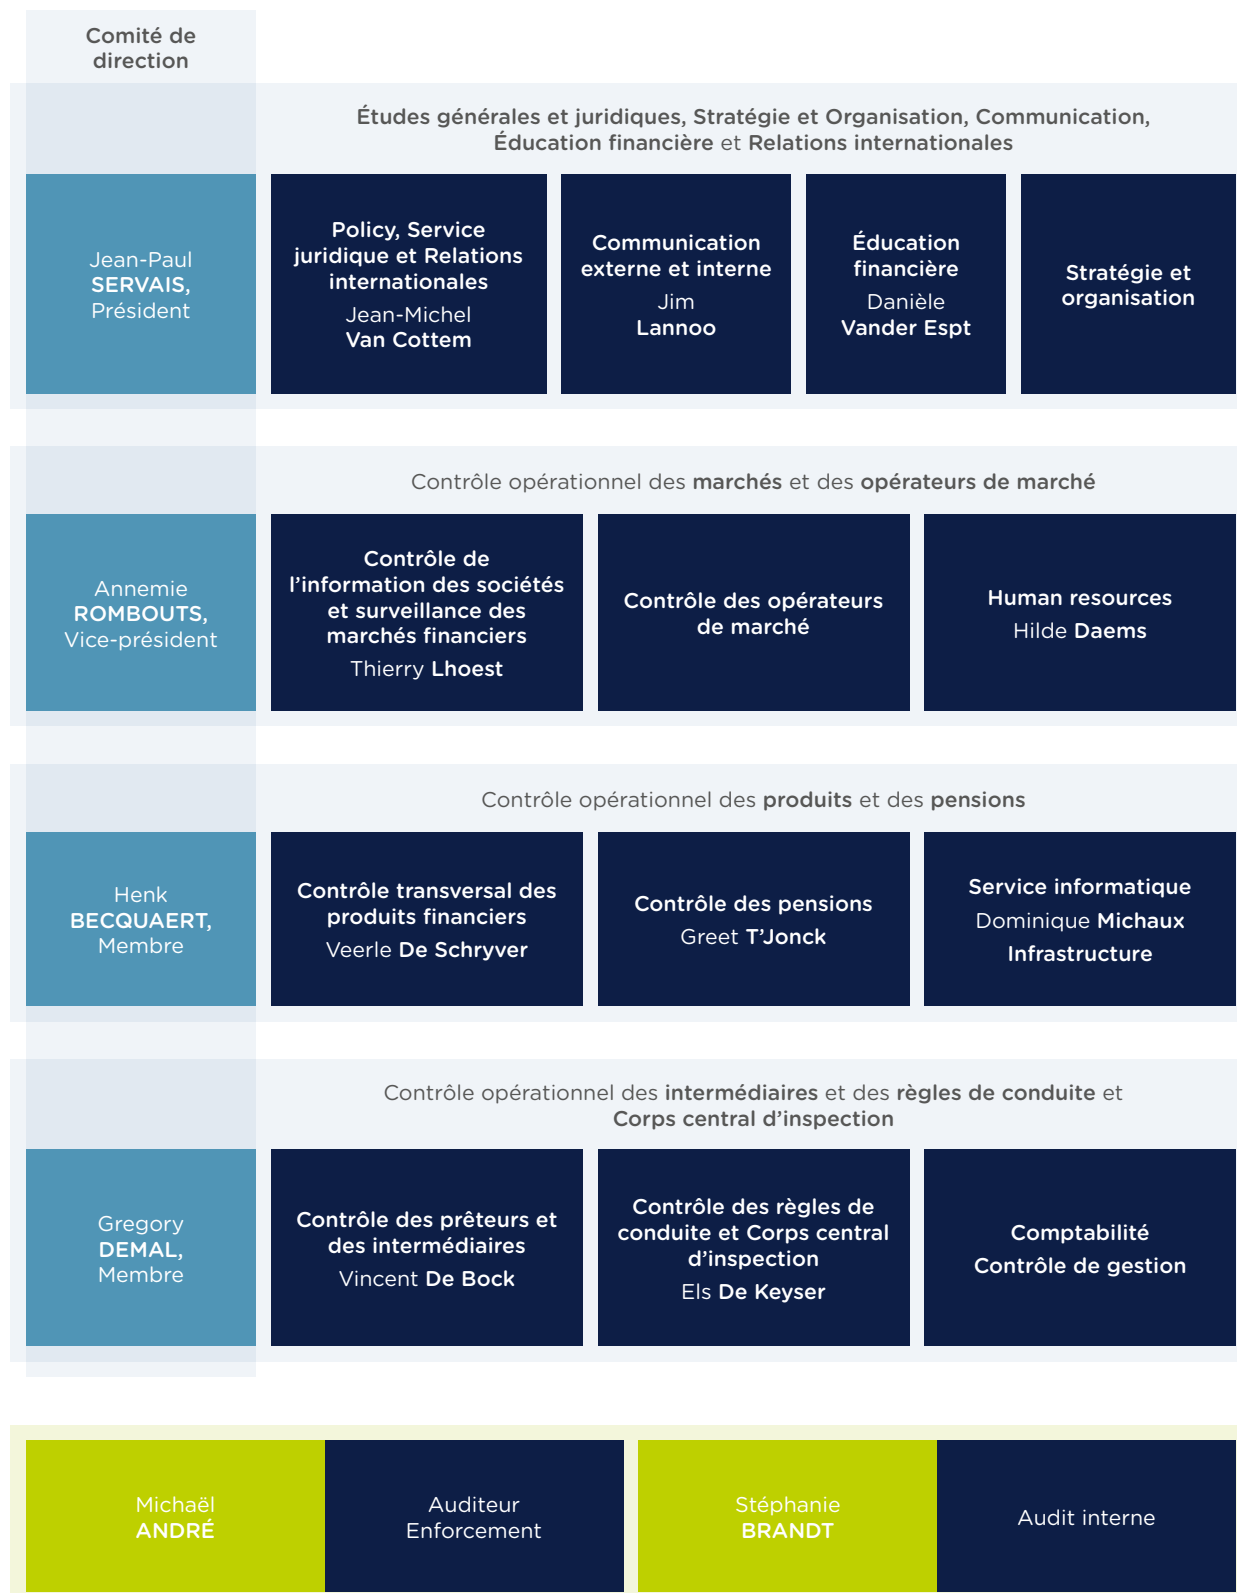 Comité de
direction
Études générales et juridiques, Stratégie et Organisation, Communication,
Éducation financière et Relations internationales
Jean-Paul
SERVAIS,
Président
Policy, Service
juridique et Relations
internationales
Jean-Michel
Van Cottem
Communication
externe et interne
Jim
Lannoo
Éducation
financière
Danièle
Vander Espt
Stratégie et
organisation
Contrôle opérationnel des marchés et des opérateurs de marché
Annemie
ROMBOUTS,
Vice-président
Contrôle de
l’information des sociétés
et surveillance des
marchés financiers
Thierry Lhoest
Contrôle des opérateurs
de marché
Human resources
Hilde Daems
Contrôle opérationnel des produits et des pensions
Henk
BECQUAERT,
Membre
Contrôle transversal des
produits financiers
Veerle De Schryver
Contrôle des pensions
Greet T’Jonck
Service informatique
Dominique Michaux
Infrastructure
Contrôle opérationnel des intermédiaires et des règles de conduite et
Corps central d’inspection
Gregory
DEMAL,
Membre
Contrôle des prêteurs et
des intermédiaires
Vincent De Bock
Contrôle des règles de
conduite et Corps central
d’inspection
Els De Keyser
Comptabilité
Contrôle de gestion
Michaël
ANDRÉ
Auditeur
Enforcement
Stéphanie
BRANDT
Audit interne